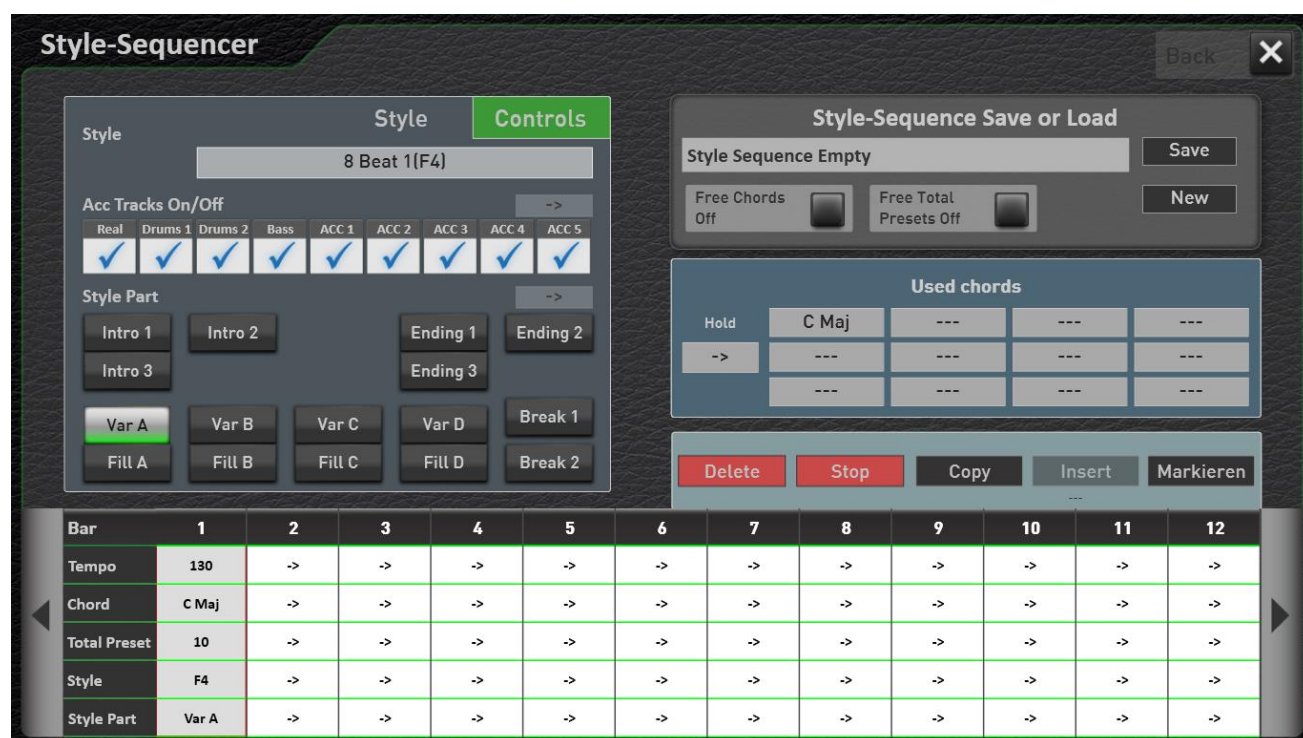 Style-Sequencer
Back
Style Controls
Style
8 Beat 1(F4)
Acc Tracks On/Off ->
Real Drums 1 Drums 2 Bass ACC 1 ACC 2 ACC 3 ACC 4 ACC 5
Style Part ->
Intro 1 Intro 2 Ending 1 Ending 2
Intro 3 Ending 3
Var A Var B Var C Var D Break 1
Fill A Fill B Fill C Fill D Break 2
Style-Sequence Save or Load
Style Sequence Empty Save
Free Chords Off Free Total Presets Off New
Used chords
Hold C Maj --- --- ---
-> --- --- --- ---
--- --- --- ---
Delete Stop Copy Insert Markieren
---
Bar 1 2 3 4 5 6 7 8 9 10 11 12
Tempo 130 -> -> -> -> -> -> -> -> -> -> ->
Chord C Maj -> -> -> -> -> -> -> -> -> -> ->
Total Preset 10 -> -> -> -> -> -> -> -> -> -> ->
Style F4 -> -> -> -> -> -> -> -> -> -> ->
Style Part Var A -> -> -> -> -> -> -> -> -> -> ->